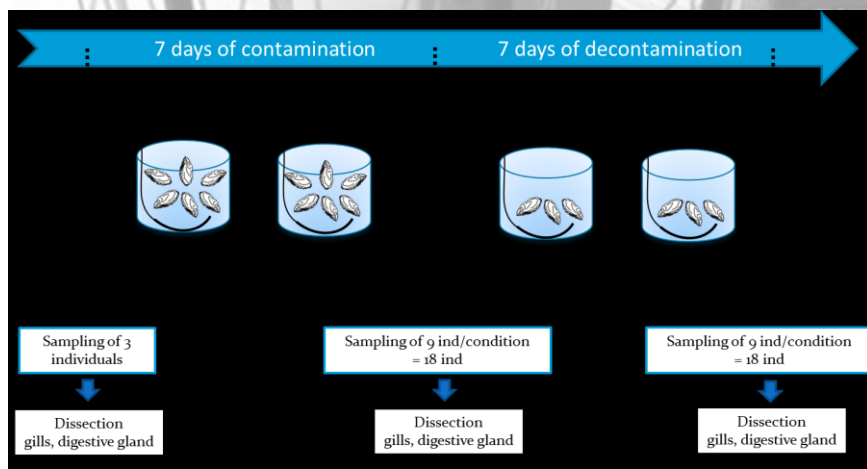 7 days of contamination
7 days of decontamination
Sampling of 3
individuals
Sampling of 9 ind/condition
= 18 ind
Sampling of 9 ind/condition
= 18 ind
Dissection
gills, digestive gland
Dissection
gills, digestive gland
Dissection
gills, digestive gland